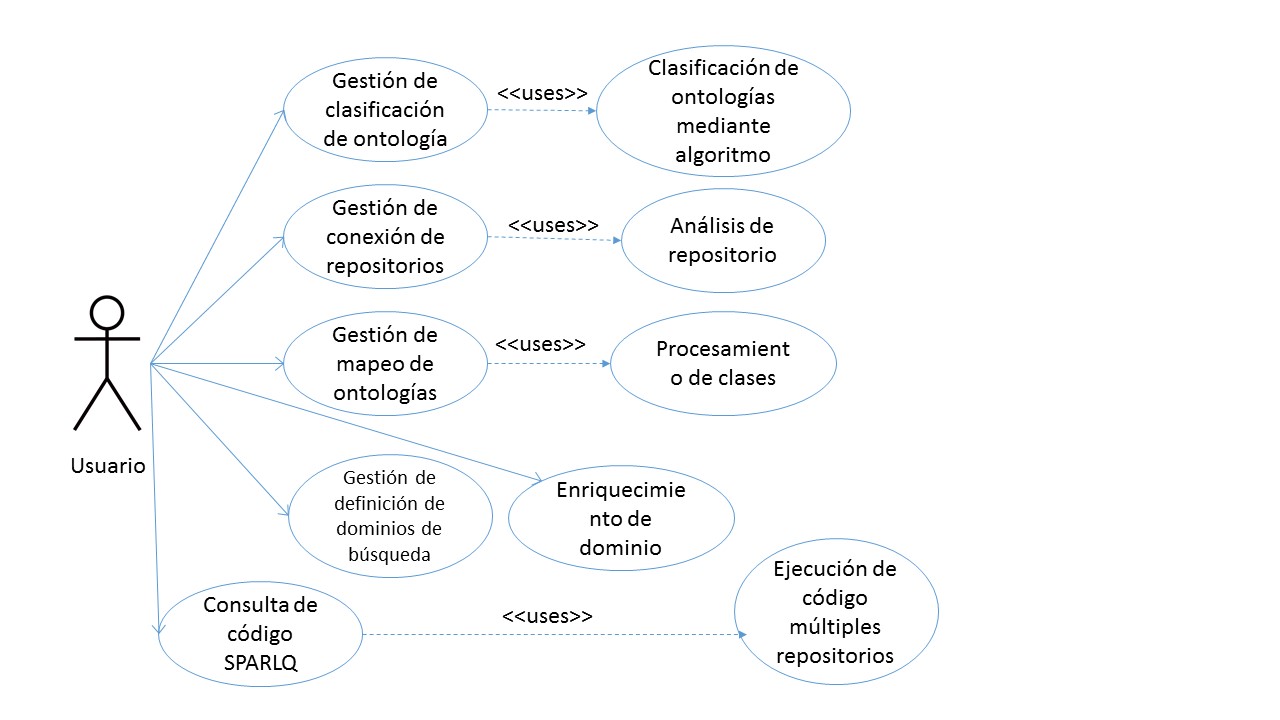 Gestión de
clasificación
de ontología
<<uses>>
Clasificación de
ontologías
mediante
algoritmo
Gestión de
conexión de
repositorios
<<uses>>
Análisis de
repositorio
Gestión de
mapeo de
ontologías
<<uses>>
Procesamient
o de clases
Usuario
Gestión de
definición de
dominios de
búsqueda
Enriquecimie
nto de
dominio
Consulta de
código
SPARLQ
<<uses>>
Ejecución de
código
múltiples
repositorios